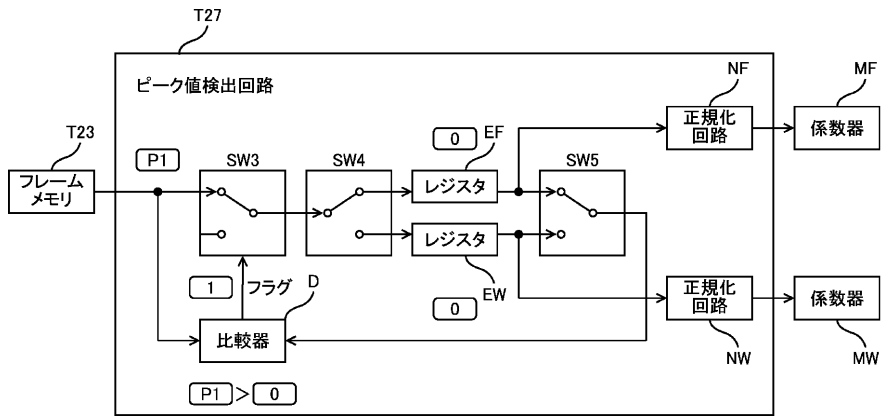 T27
ピーク値検出回路
NF
MF
T23
P1
SW3
SW4
0
EF
SW5
正規化
回路
係数器
フレーム
メモリ
レジスタ
レジスタ
1
フラグ
D
0
EW
正規化
回路
係数器
比較器
NW
MW
P1 > 0